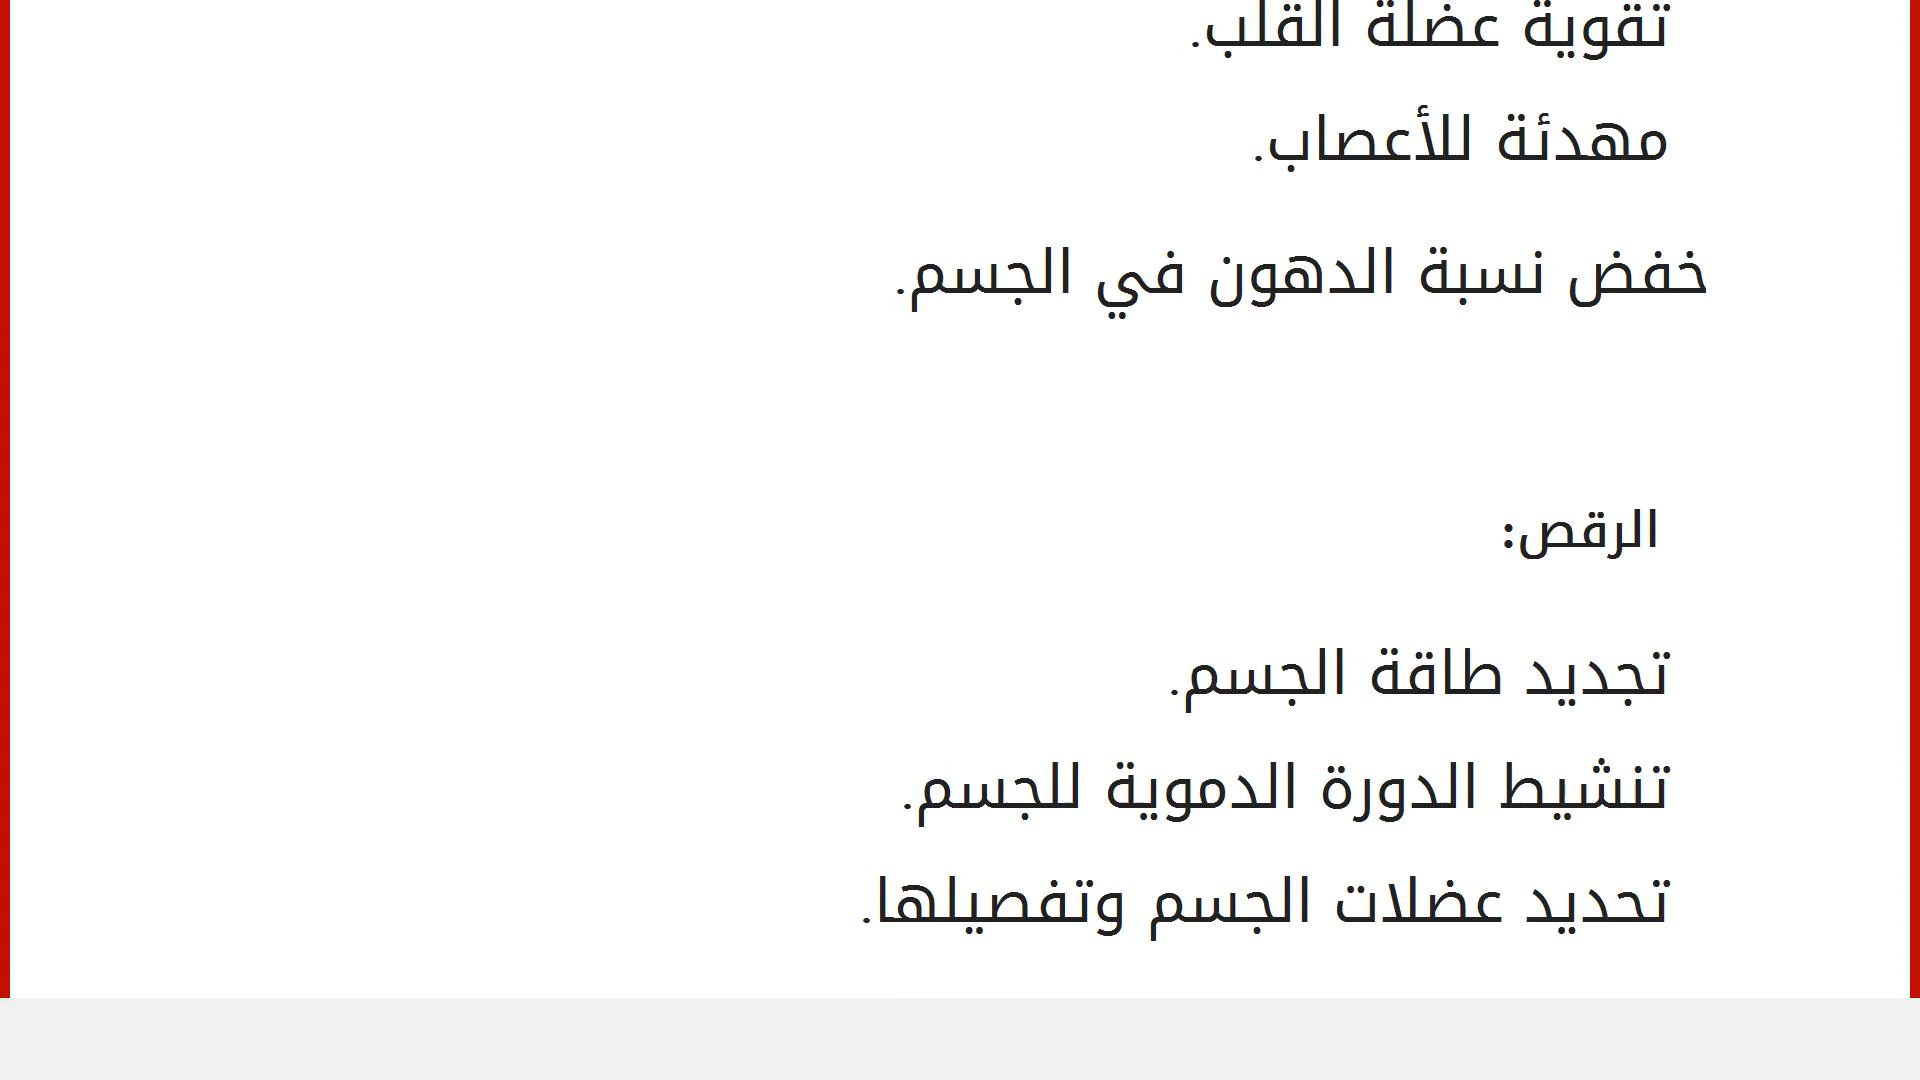 تقوية عضلة القلب.
مهدئة للأعصاب.
خفض نسبة الدهون في الجسم.
الرقص:
تجديد طاقة الجسم.
تنشيط الدورة الدموية للجسم.
تحديد عضلات الجسم وتفصيلها.